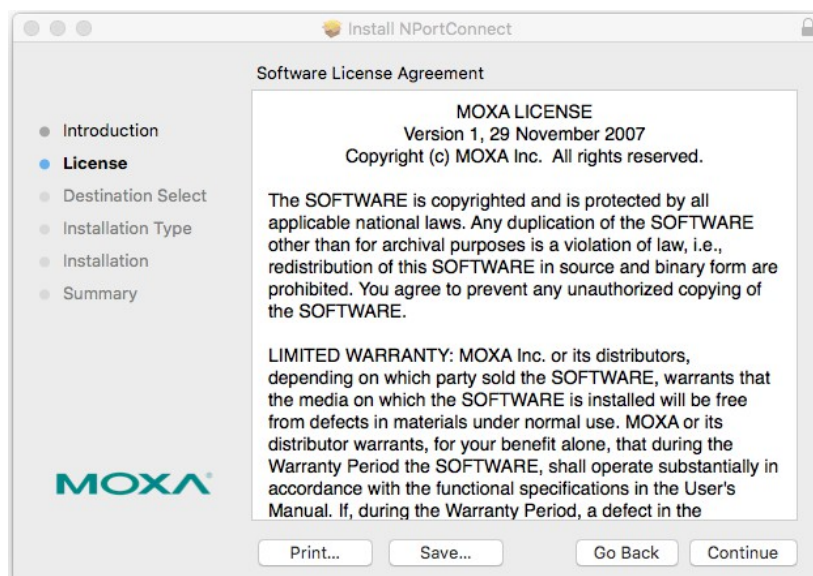 Install NPortConnect
Software License Agreement
Introduction
License
Destination Select
Installation Type
Installation
Summary
MOXA LICENSE
Version 1, 29 November 2007
Copyright (c) MOXA Inc.  All rights reserved.
The SOFTWARE is copyrighted and is protected by all
applicable national laws. Any duplication of the SOFTWARE
other than for archival purposes is a violation of law, i.e.,
redistribution of this SOFTWARE in source and binary form are
prohibited. You agree to prevent any unauthorized copying of
the SOFTWARE.
LIMITED WARRANTY: MOXA Inc. or its distributors,
depending on which party sold the SOFTWARE, warrants that
the media on which the SOFTWARE is installed will be free
from defects in materials under normal use. MOXA or its
distributor warrants, for your benefit alone, that during the
Warranty Period the SOFTWARE, shall operate substantially in
accordance with the functional specifications in the User's
Manual. If, during the Warranty Period, a defect in the
MOXA®
Print...
Save...
Go Back
Continue